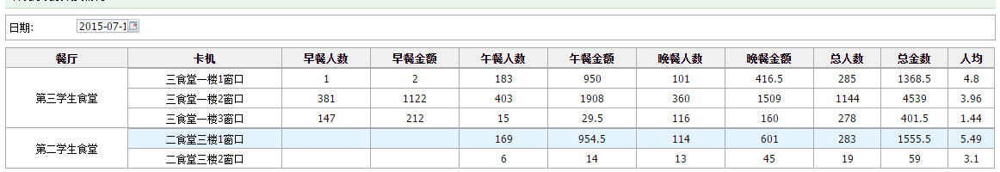 日期:
2015-07-1
餐厅 卡机 早餐人数 早餐金额 午餐人数 午餐金额 晚餐人数 晚餐金额 总人数 总金数 人均
第三学生食堂
三食堂一楼1窗口 1 2 183 950 101 416.5 285 1368.5 4.8
三食堂一楼2窗口 381 1122 403 1908 360 1509 1144 4539 3.96
三食堂一楼3窗口 147 212 15 29.5 116 160 278 401.5 1.44
第二学生食堂
二食堂三楼1窗口 169 954.5 114 601 283 1555.5 5.49
二食堂三楼2窗口 6 14 13 45 19 59 3.1